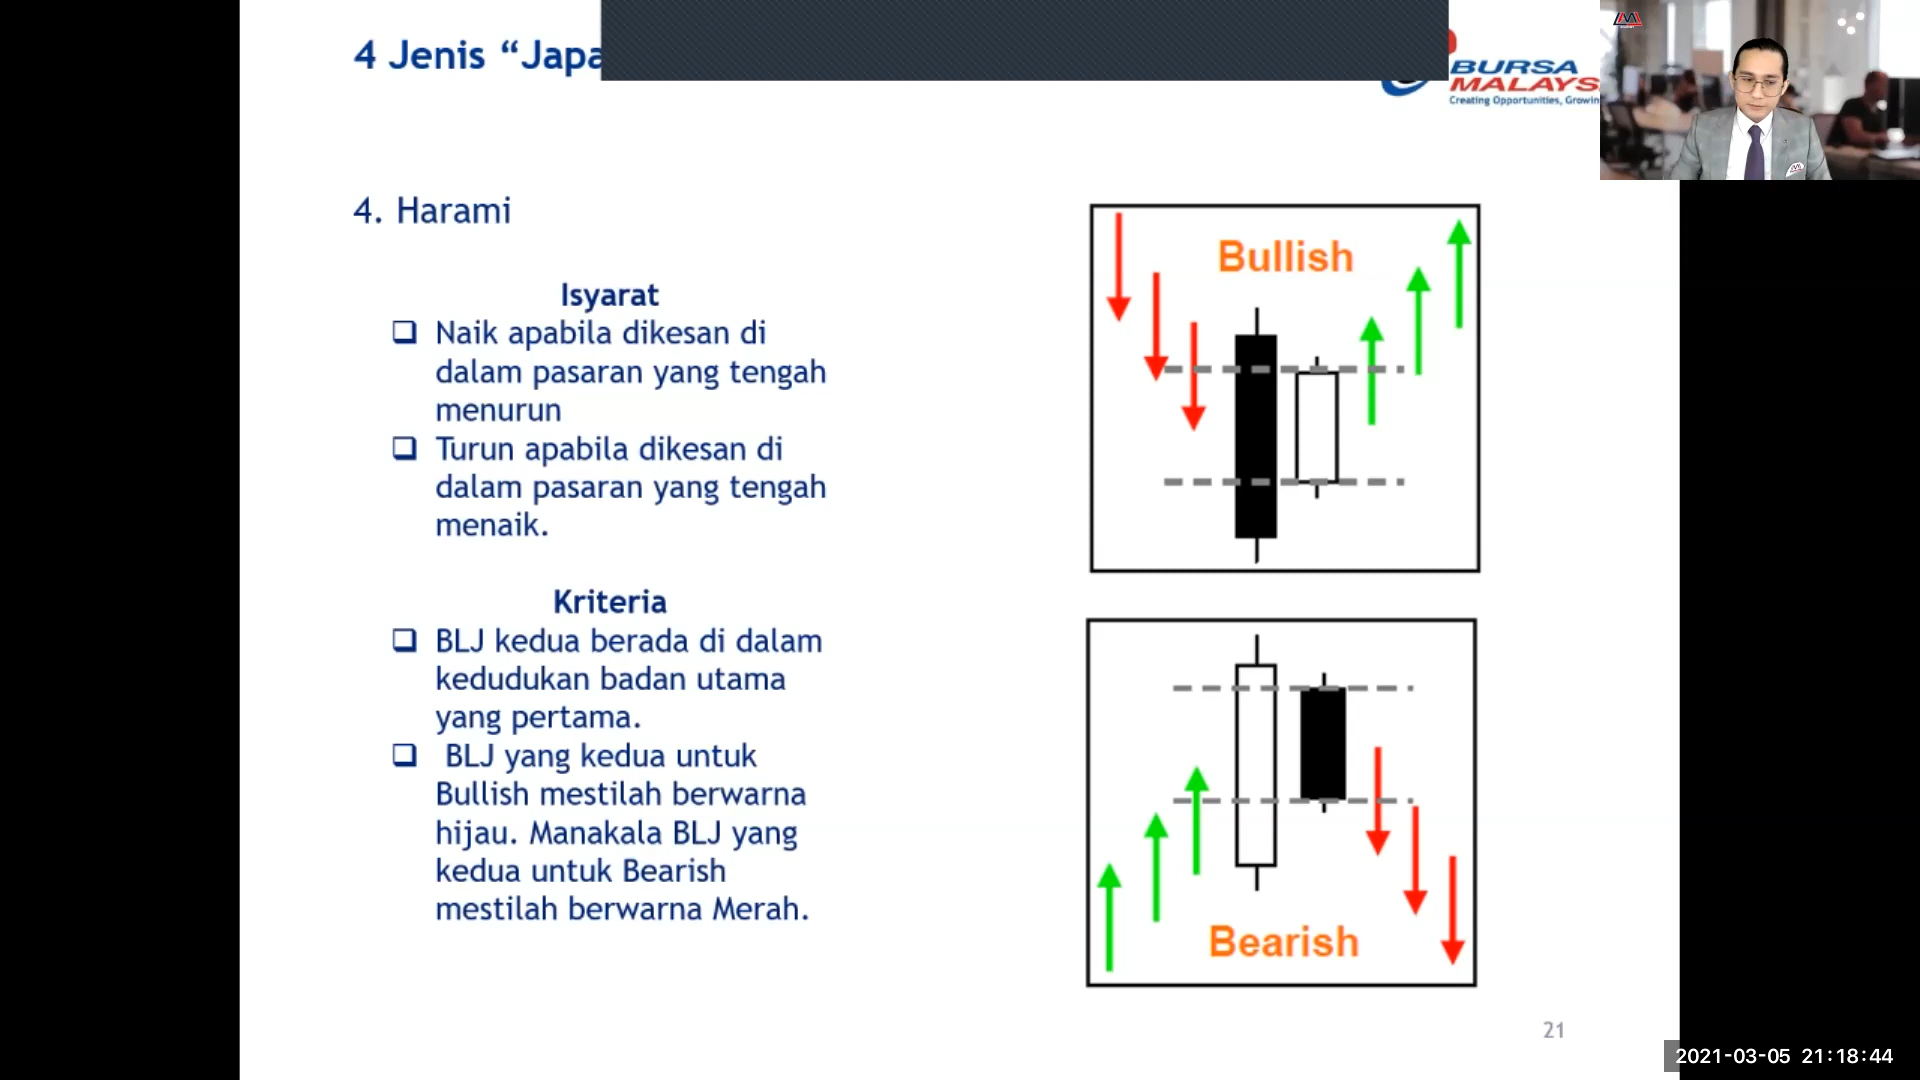 4 Jenis “Japa
BURSA
MALAYS
Creating Opportunities, Growin
4. Harami
Isyarat
Naik apabila dikesan di
dalam pasaran yang tengah
menurun
Turun apabila dikesan di
dalam pasaran yang tengah
menaik.
Kriteria
BLJ kedua berada di dalam
kedudukan badan utama
yang pertama.
BLJ yang kedua untuk
Bullish mestilah berwarna
hijau. Manakala BLJ yang
kedua untuk Bearish
mestilah berwarna Merah.
Bullish
Bearish
21
2021-03-05 21:18:44